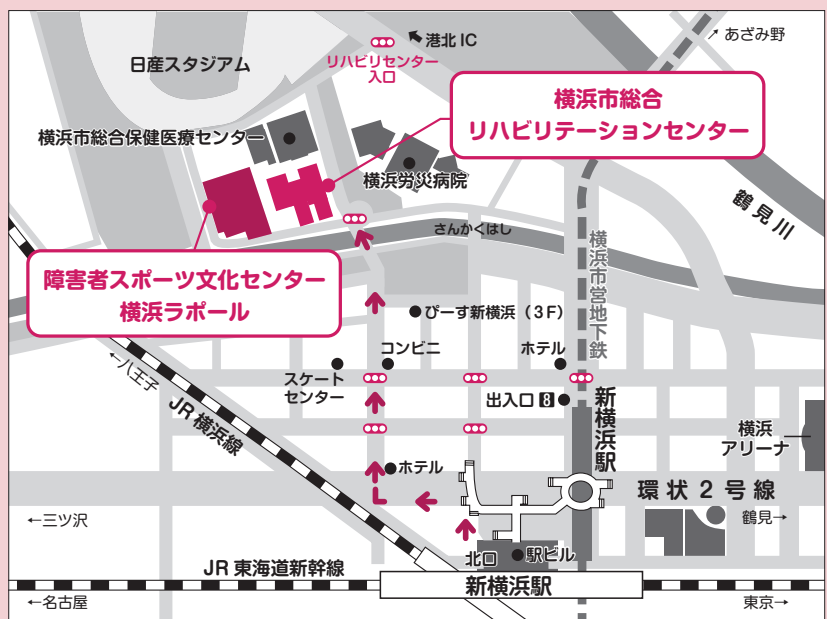 あざみ野
港北IC
日産スタジアム
リハビリセンター
入口
横浜市総合
リハビリテーションセンター
横浜市総合保健医療センター
横浜労災病院
鶴見川
さんかくはし
横浜市営地下鉄
障害者スポーツ文化センター
横浜ラポール
ぴーす新横浜（3F）
コンビニ
ホテル
スケート
センター
←八王子
JR横浜線
出入口 8
新横浜駅
横浜
アリーナ
ホテル
環状2号線
←三ツ沢
鶴見→
北口
駅ビル
JR東海道新幹線
新横浜駅
←名古屋
東京→